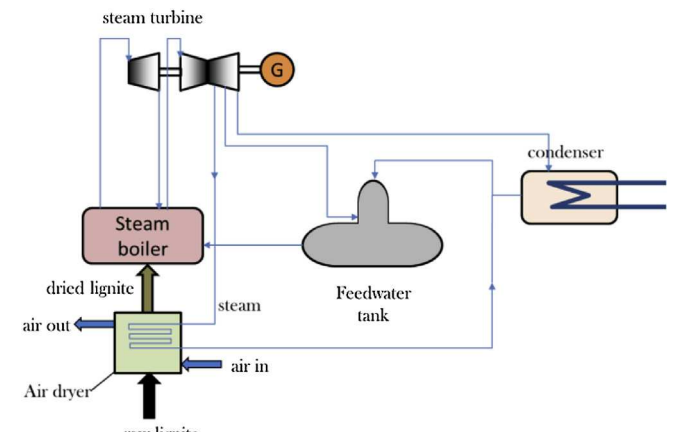 steam turbine
G
condenser
Steam
boiler
dried lignite
Feedwater
tank
steam
air out
air in
Air dryer